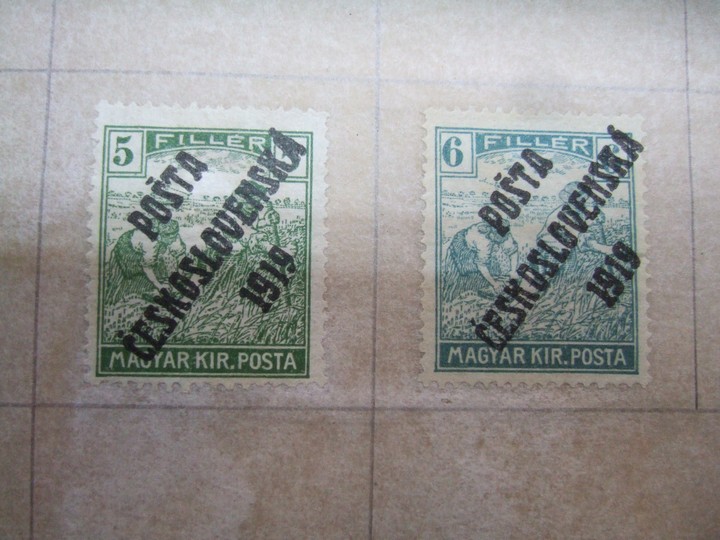 5 FILLÉR
POŠTA
ČESKOSLOVENSKÁ
1919
MAGYAR KIR. POSTA
6 FILLÉR
POŠTA
ČESKOSLOVENSKÁ
1919
MAGYAR KIR. POSTA